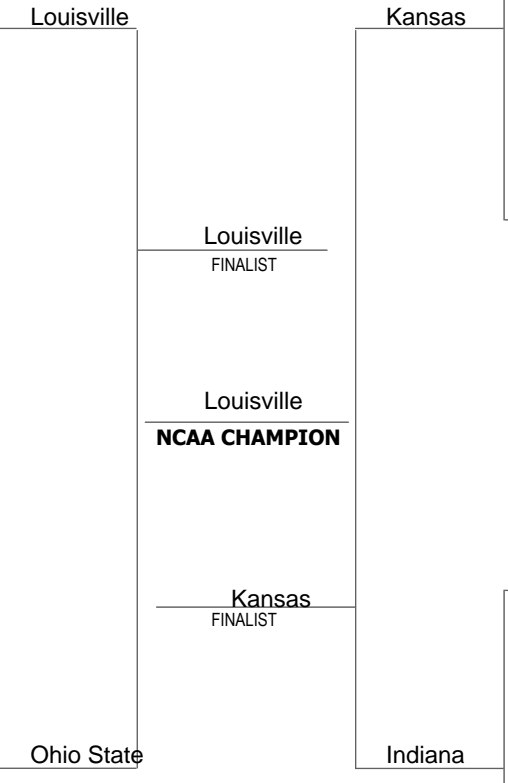 Louisville
Kansas
Louisville
FINALIST
Louisville
NCAA CHAMPION
Kansas
FINALIST
Ohio State
Indiana